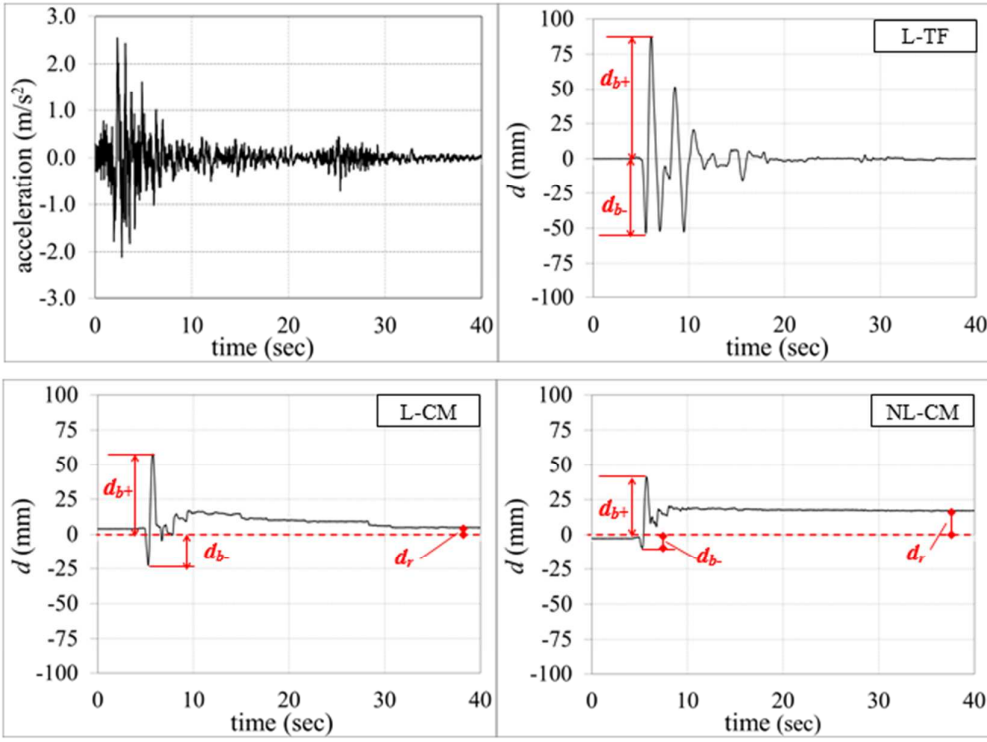 3.0
2.0
1.0
0.0
-1.0
-2.0
-3.0
acceleration (m/s²)
0 10 20 30 40
time (sec)
L-TF
100
75
50
25
0
-25
-50
-75
-100
d (mm)
db+
db-
0 10 20 30 40
time (sec)
L-CM
100
75
50
25
0
-25
-50
-75
-100
d (mm)
db+
db-
dr
0 10 20 30 40
time (sec)
NL-CM
100
75
50
25
0
-25
-50
-75
-100
d (mm)
db+
db-
dr
0 10 20 30 40
time (sec)